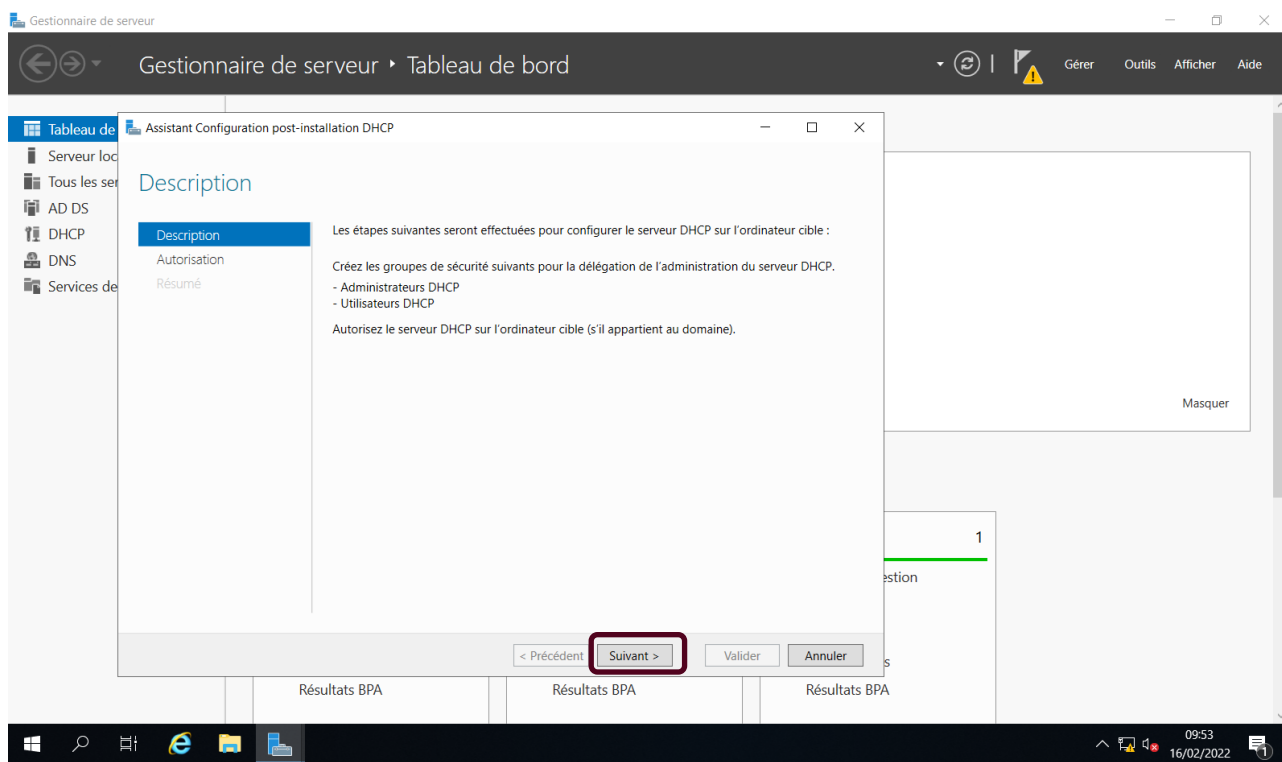 Gestionnaire de serveur
Gestionnaire de serveur ‣ Tableau de bord
Gérer
Outils
Afficher
Aide
Tableau de
Serveur loc
Tous les ser
AD DS
DHCP
DNS
Services de
Assistant Configuration post-installation DHCP
Description
Description
Autorisation
Résumé
Les étapes suivantes seront effectuées pour configurer le serveur DHCP sur l'ordinateur cible :
Créez les groupes de sécurité suivants pour la délégation de l'administration du serveur DHCP.
- Administrateurs DHCP
- Utilisateurs DHCP
Autorisez le serveur DHCP sur l'ordinateur cible (s'il appartient au domaine).
< Précédent
Suivant >
Valider
Annuler
Masquer
1
estion
s
Résultats BPA
Résultats BPA
Résultats BPA
09:53
16/02/2022
1